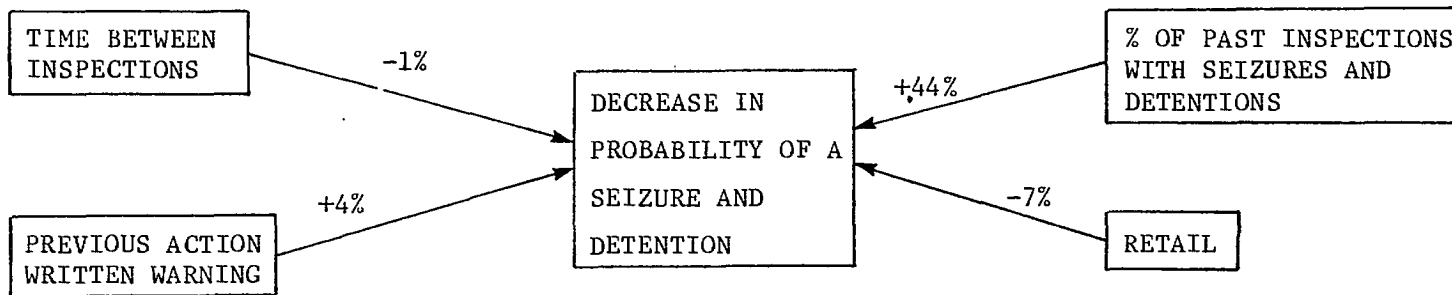 TIME BETWEEN
INSPECTIONS
-1%
PREVIOUS ACTION
WRITTEN WARNING
+4%
DECREASE IN
PROBABILITY OF A
SEIZURE AND
DETENTION
% OF PAST INSPECTIONS
WITH SEIZURES AND
DETENTIONS
+44%
RETAIL
-7%